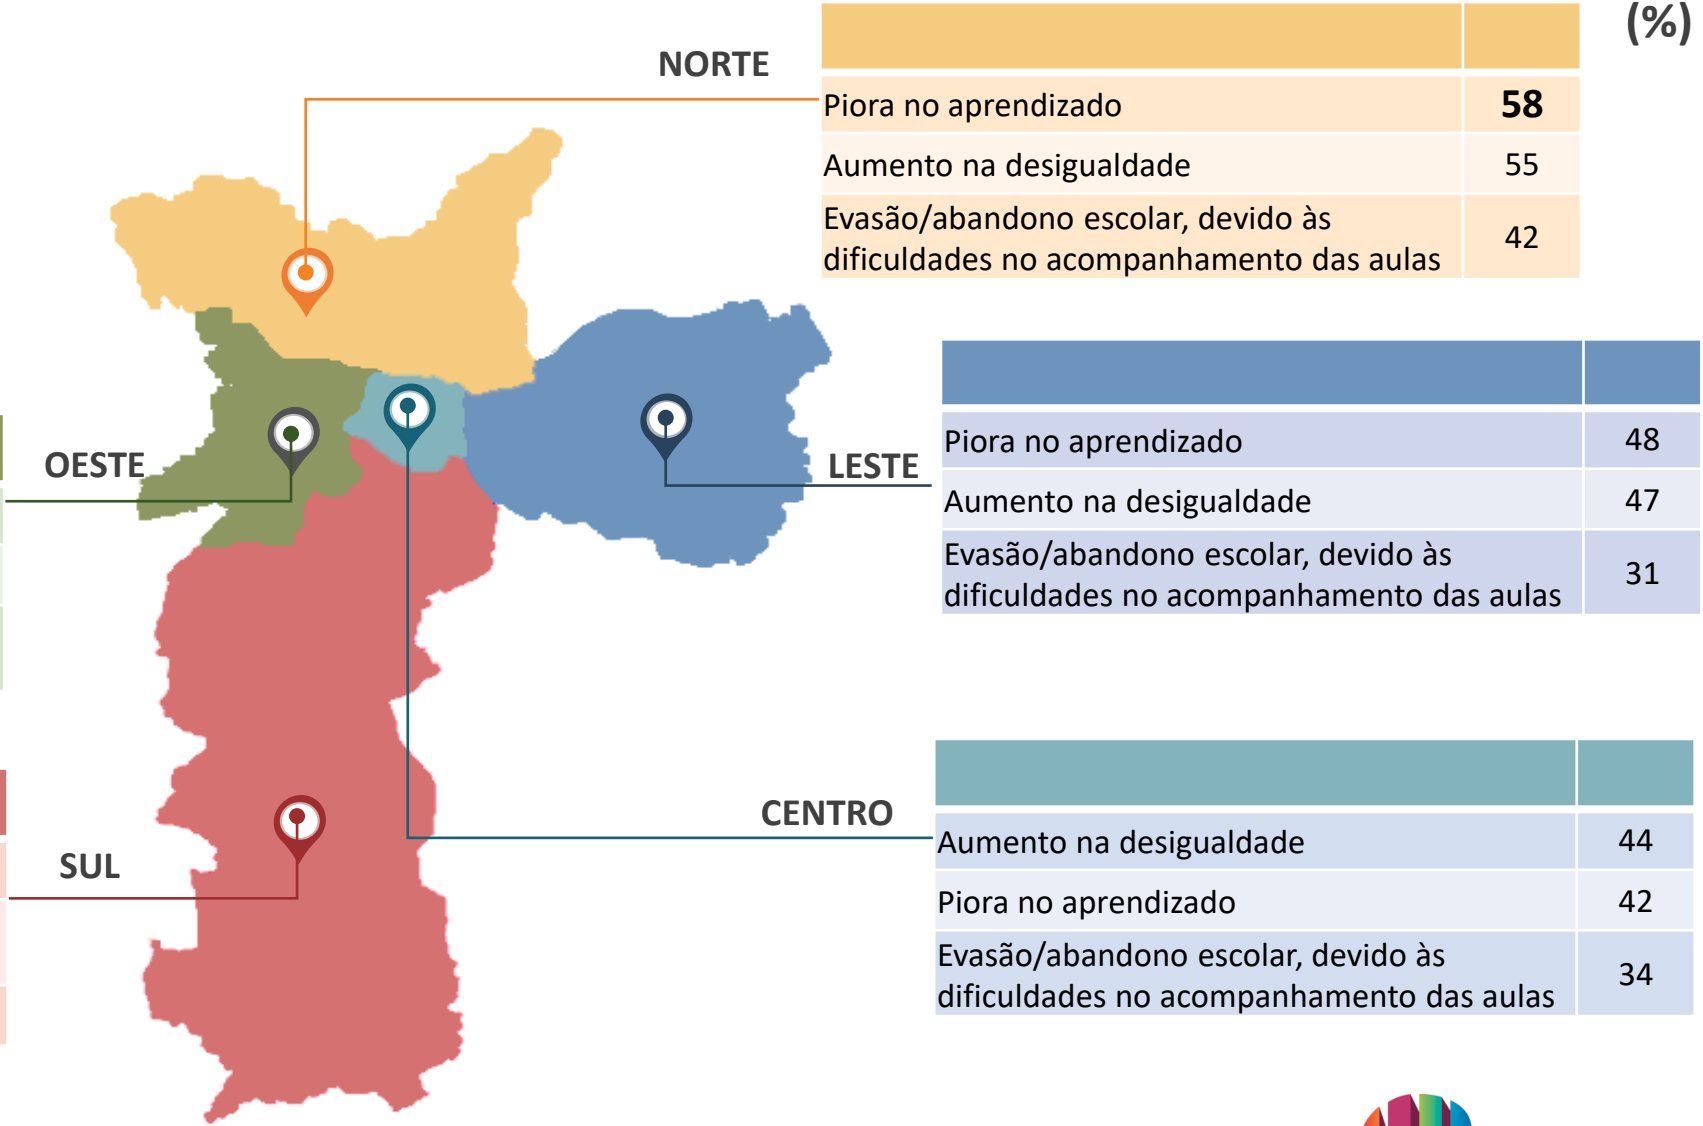 (%)
NORTE
Piora no aprendizado 58
Aumento na desigualdade 55
Evasão/abandono escolar, devido às
dificuldades no acompanhamento das aulas 42
OESTE
LESTE
Piora no aprendizado 48
Aumento na desigualdade 47
Evasão/abandono escolar, devido às
dificuldades no acompanhamento das aulas 31
CENTRO
Aumento na desigualdade 44
Piora no aprendizado 42
Evasão/abandono escolar, devido às
dificuldades no acompanhamento das aulas 34
SUL